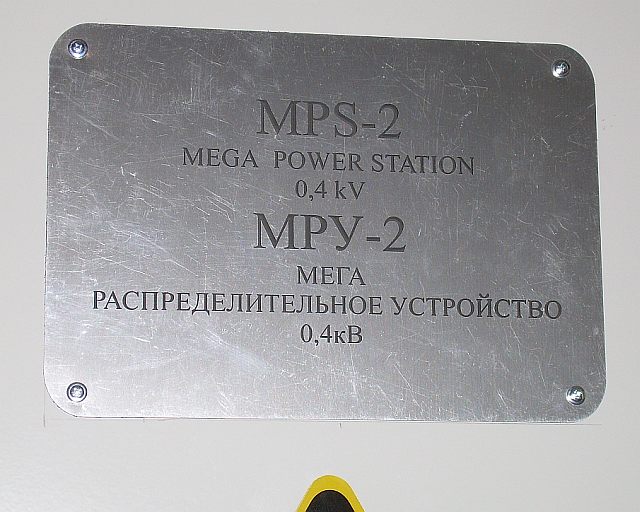 MPS-2
MEGA POWER STATION
0,4 kV
МРУ-2
МЕГА
РАСПРЕДЕЛИТЕЛЬНОЕ УСТРОЙСТВО
0,4кВ